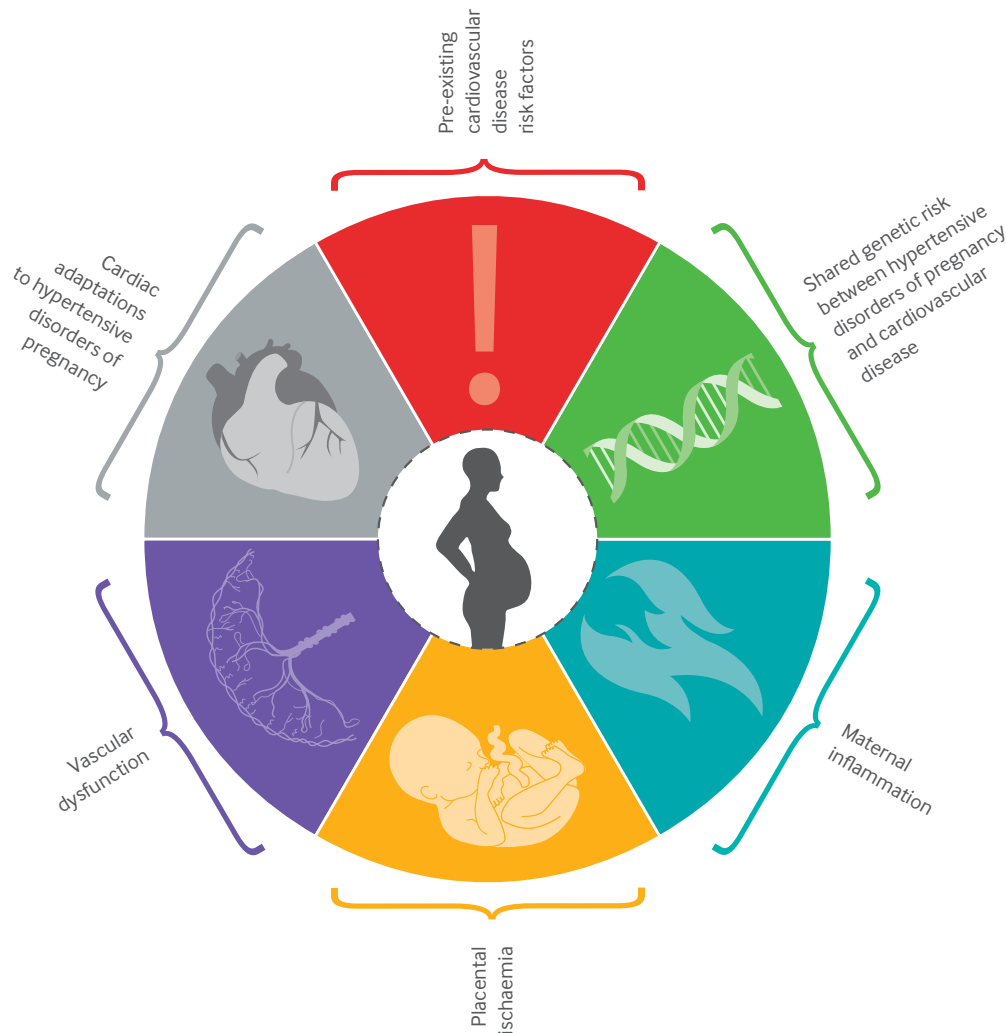 Pre-existing
cardiovascular
disease
risk factors
Shared genetic risk
between hypertensive
disorders of pregnancy
and cardiovascular
disease
Maternal
inflammation
Placental
ischaemia
Vascular
dysfunction
Cardiac
adaptations
to hypertensive
disorders of
pregnancy